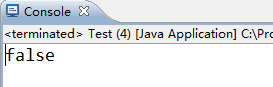 Console
<terminated> Test (4) [Java Application] C:\Pro
false